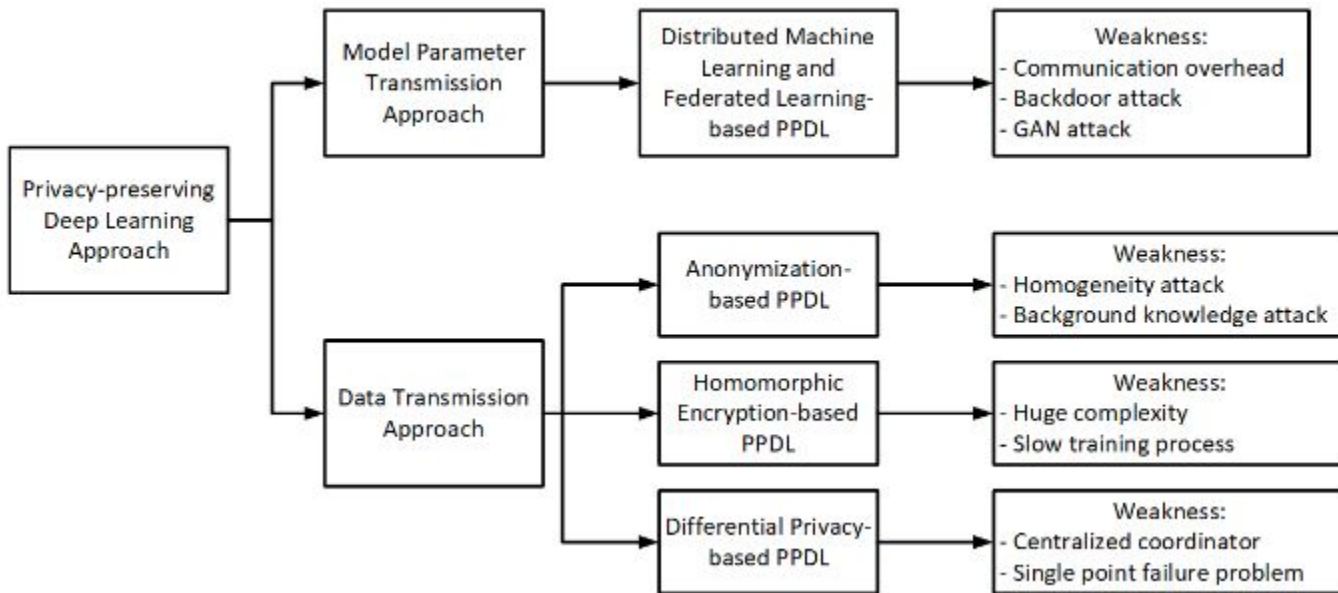 Privacy-preserving
Deep Learning
Approach
Model Parameter
Transmission
Approach
Distributed Machine
Learning and
Federated Learning-
based PPDL
Weakness:
- Communication overhead
- Backdoor attack
- GAN attack
Data Transmission
Approach
Anonymization-
based PPDL
Weakness:
- Homogeneity attack
- Background knowledge attack
Homomorphic
Encryption-based
PPDL
Weakness:
- Huge complexity
- Slow training process
Differential Privacy-
based PPDL
Weakness:
- Centralized coordinator
- Single point failure problem